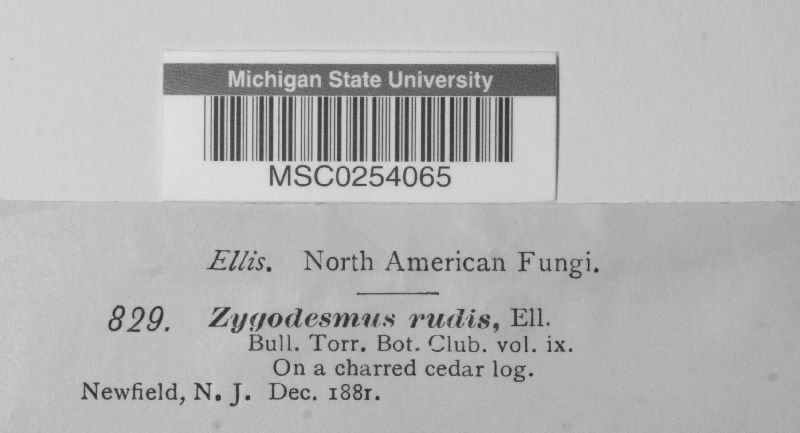 Michigan State University
MSC0254065
Ellis. North American Fungi.
829. Zygodesmus rudis, Ell.
Bull. Torr. Bot. Club. vol. ix.
On a charred cedar log.
Newfield, N. J. Dec. 1881.